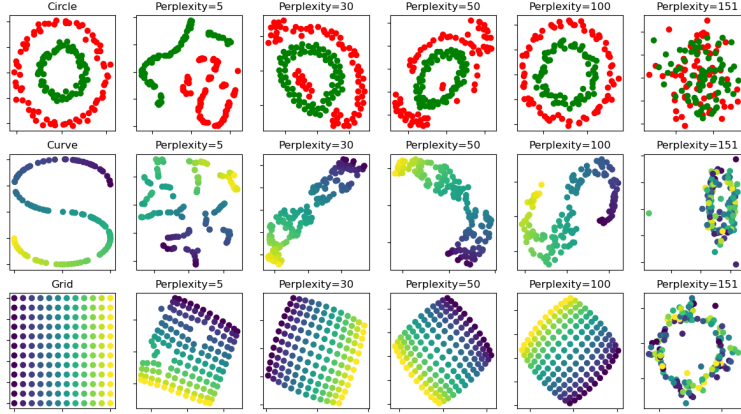 Circle Perplexity=5 Perplexity=30 Perplexity=50 Perplexity=100 Perplexity=151
Curve Perplexity=5 Perplexity=30 Perplexity=50 Perplexity=100 Perplexity=151
Grid Perplexity=5 Perplexity=30 Perplexity=50 Perplexity=100 Perplexity=151